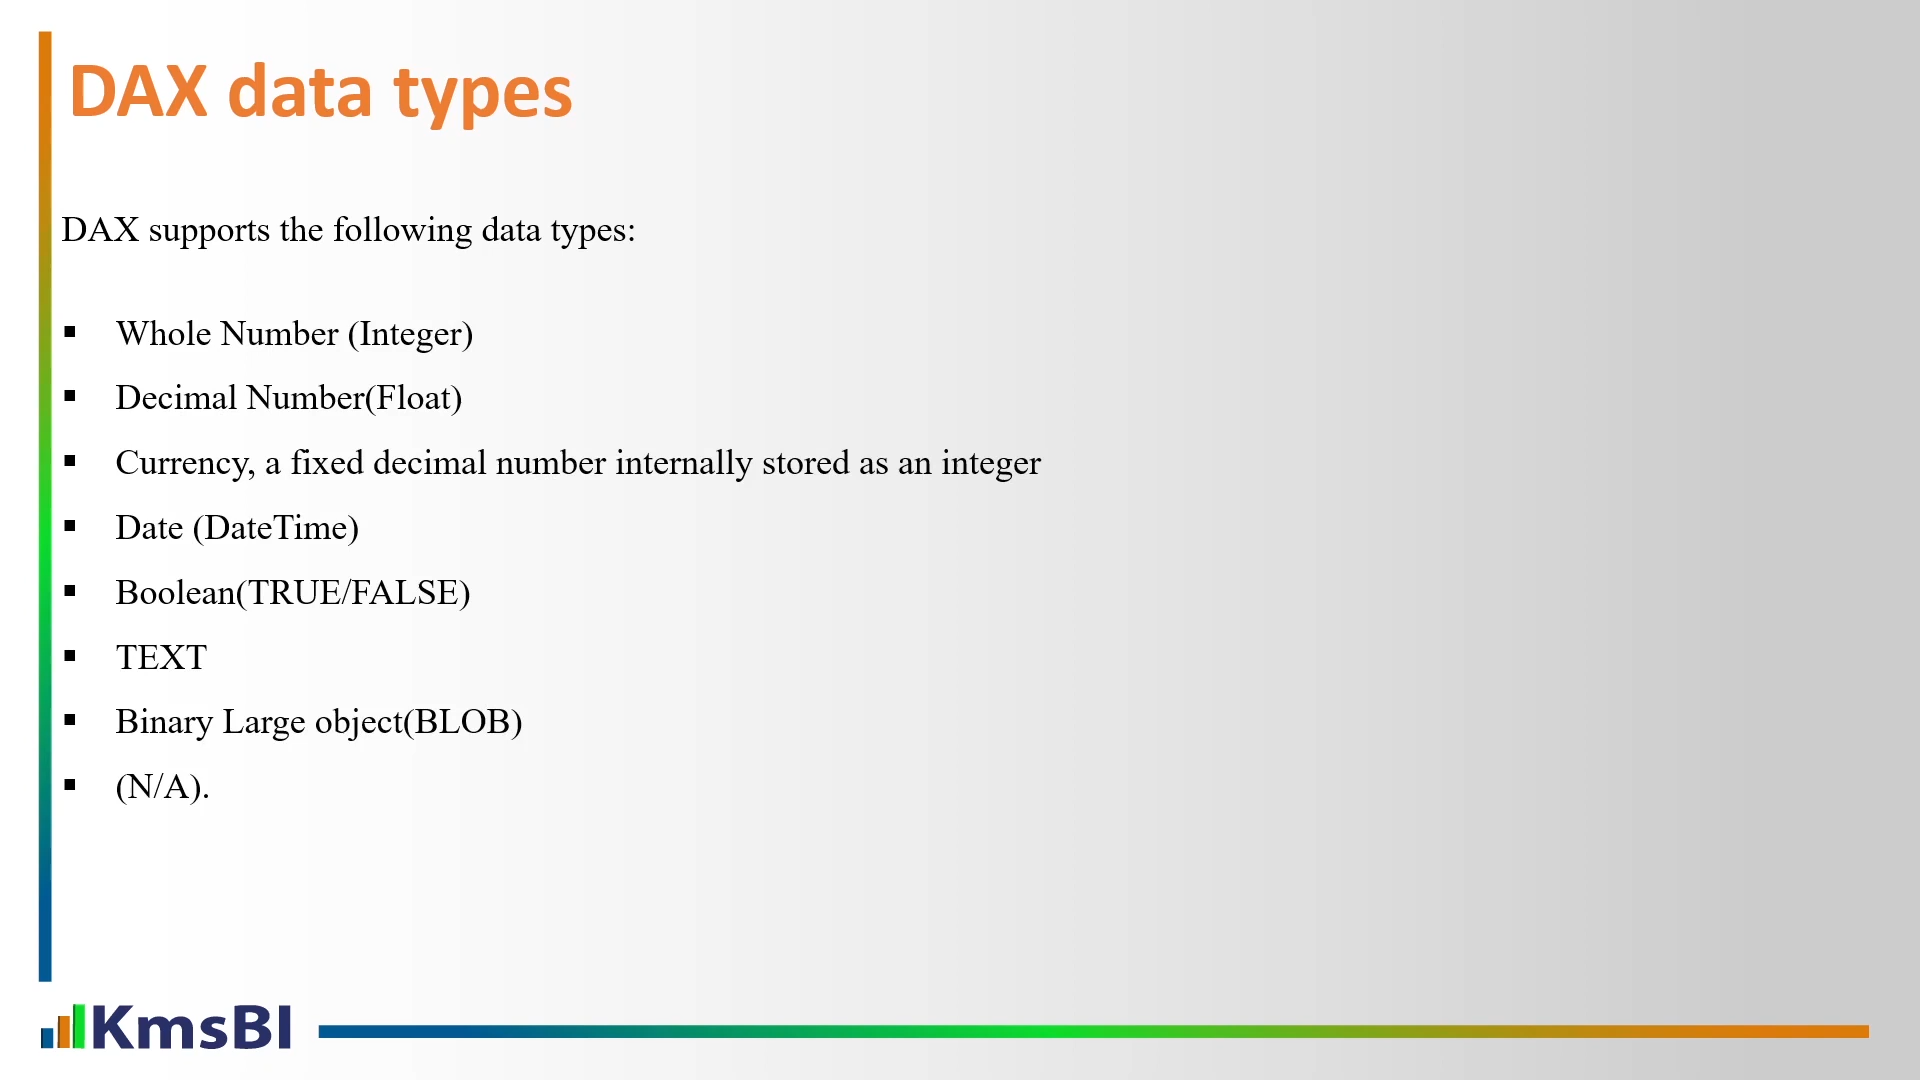 DAX data types
DAX supports the following data types:
▪ Whole Number (Integer)
▪ Decimal Number(Float)
▪ Currency, a fixed decimal number internally stored as an integer
▪ Date (DateTime)
▪ Boolean(TRUE/FALSE)
▪ TEXT
▪ Binary Large object(BLOB)
▪ (N/A).
KmsBI